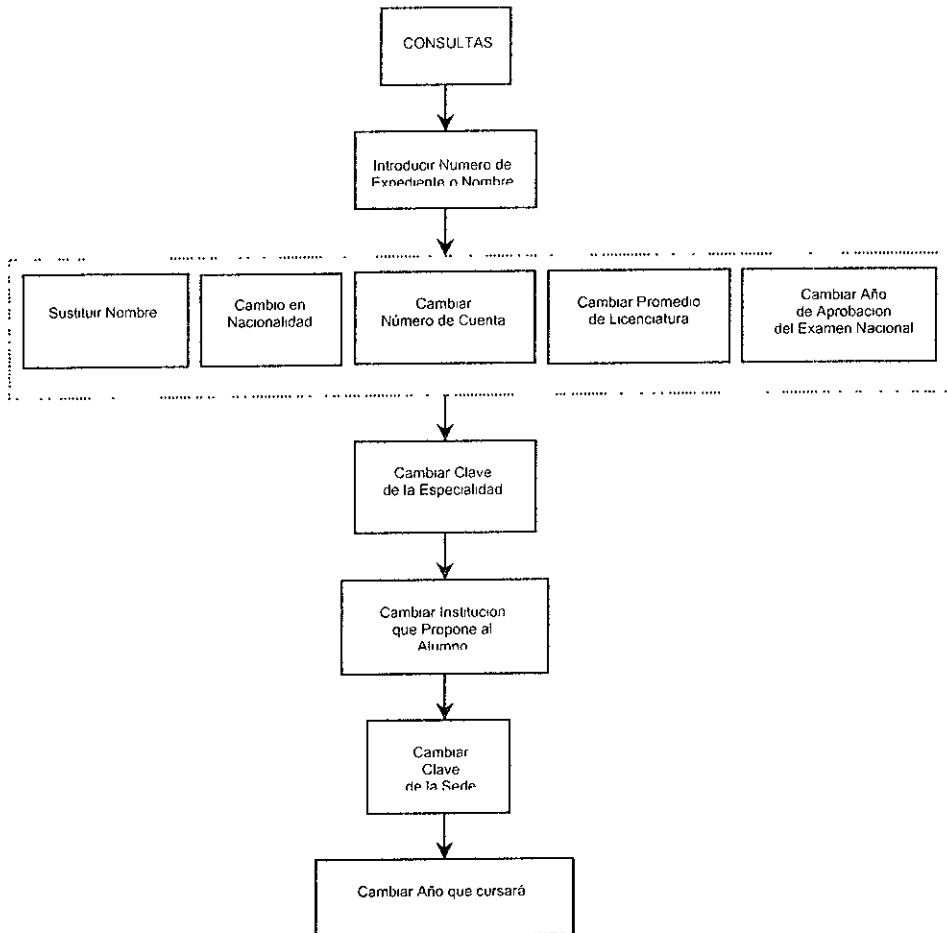 CONSULTAS
Introducir Numero de
Expediente o Nombre
Sustituir Nombre
Cambio en
Nacionalidad
Cambiar
Número de Cuenta
Cambiar Promedio
de Licenciatura
Cambiar Año
de Aprobacion
del Examen Nacional
Cambiar Clave
de la Especialidad
Cambiar Institucion
que Propone al
Alumno
Cambiar
Clave
de la Sede
Cambiar Año que cursará